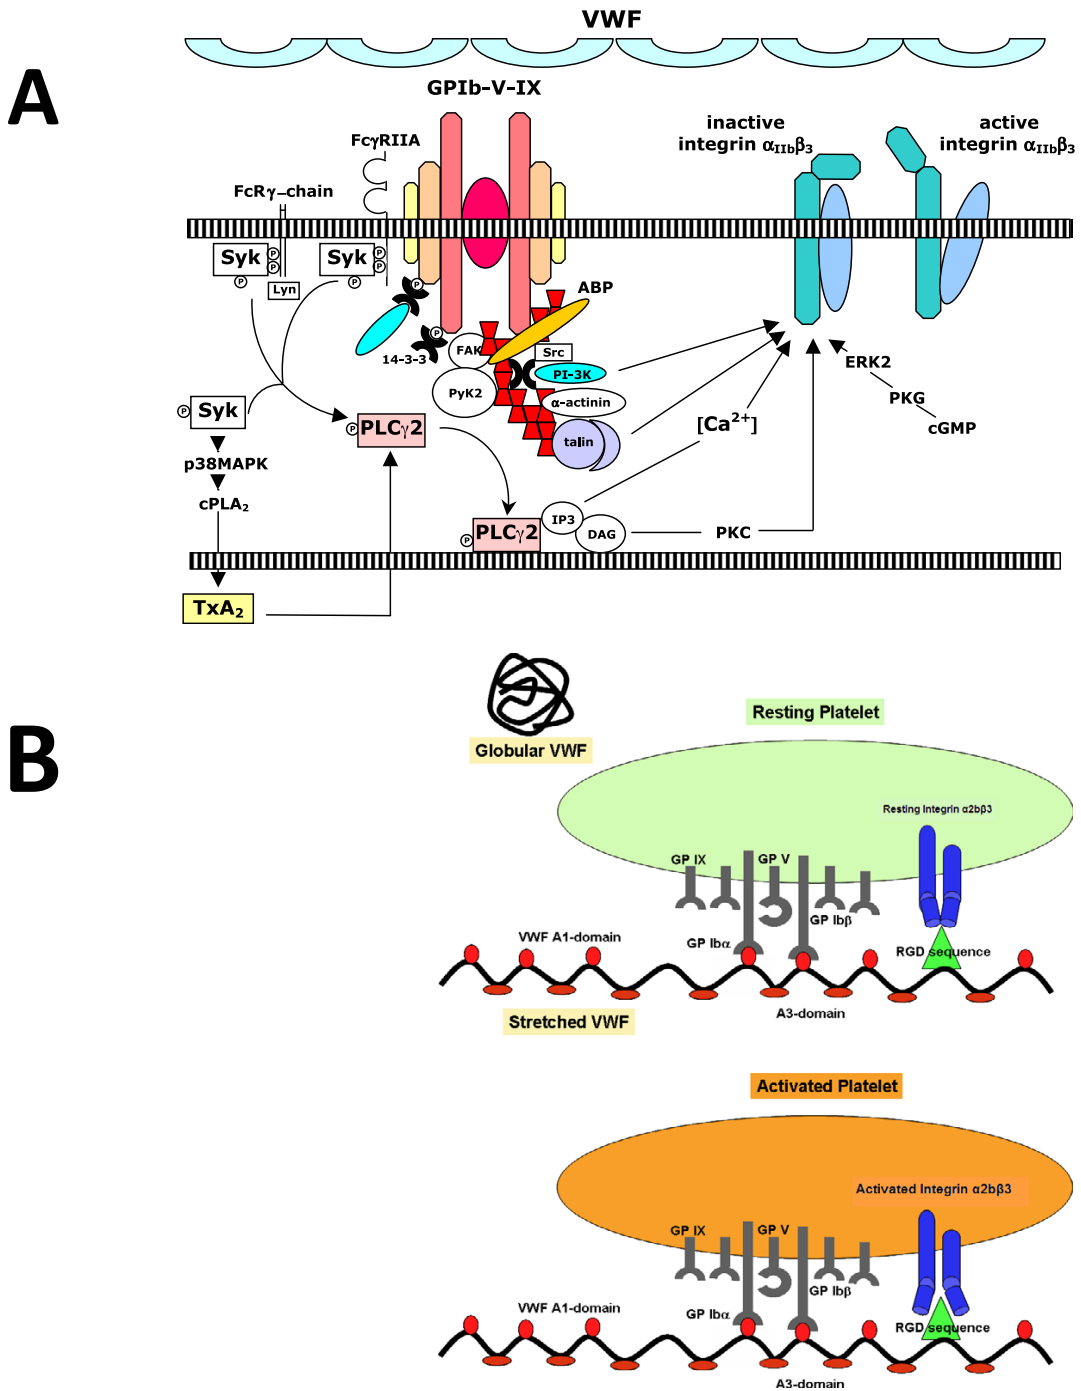 A
VWF
GPIb-V-IX
FcγRIIA
FcRγ-chain
inactive
integrin αIIbβ3
active
integrin αIIbβ3
Syk
P
P
P
Lyn
Syk
P
P
P
P
14-3-3
P
ABP
FAK
Src
PI-3K
PyK2
α-actinin
talin
ERK2
PKG
cGMP
[Ca2+]
P
Syk
p38MAPK
cPLA2
P
PLCγ2
P
PLCγ2
IP3
DAG
PKC
TxA2
B
Globular VWF
Resting Platelet
Resting Integrin α2bβ3
GP IX
GP V
GP Ibβ
GP Ibα
VWF A1-domain
RGD sequence
A3-domain
Stretched VWF
Activated Platelet
Activated Integrin α2bβ3
GP IX
GP V
GP Ibβ
GP Ibα
VWF A1-domain
RGD sequence
A3-domain